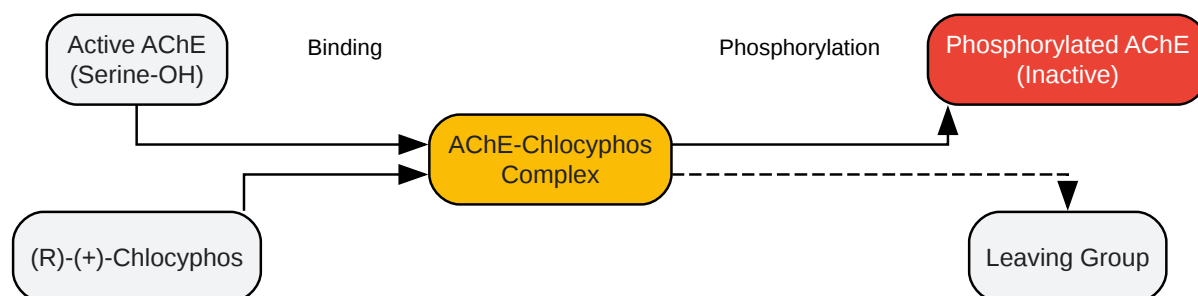 Active AChE
(Serine-OH)
Binding
Phosphorylation
Phosphorylated AChE
(Inactive)
AChE-Chlocyphos
Complex
(R)-(+)-Chlocyphos
Leaving Group